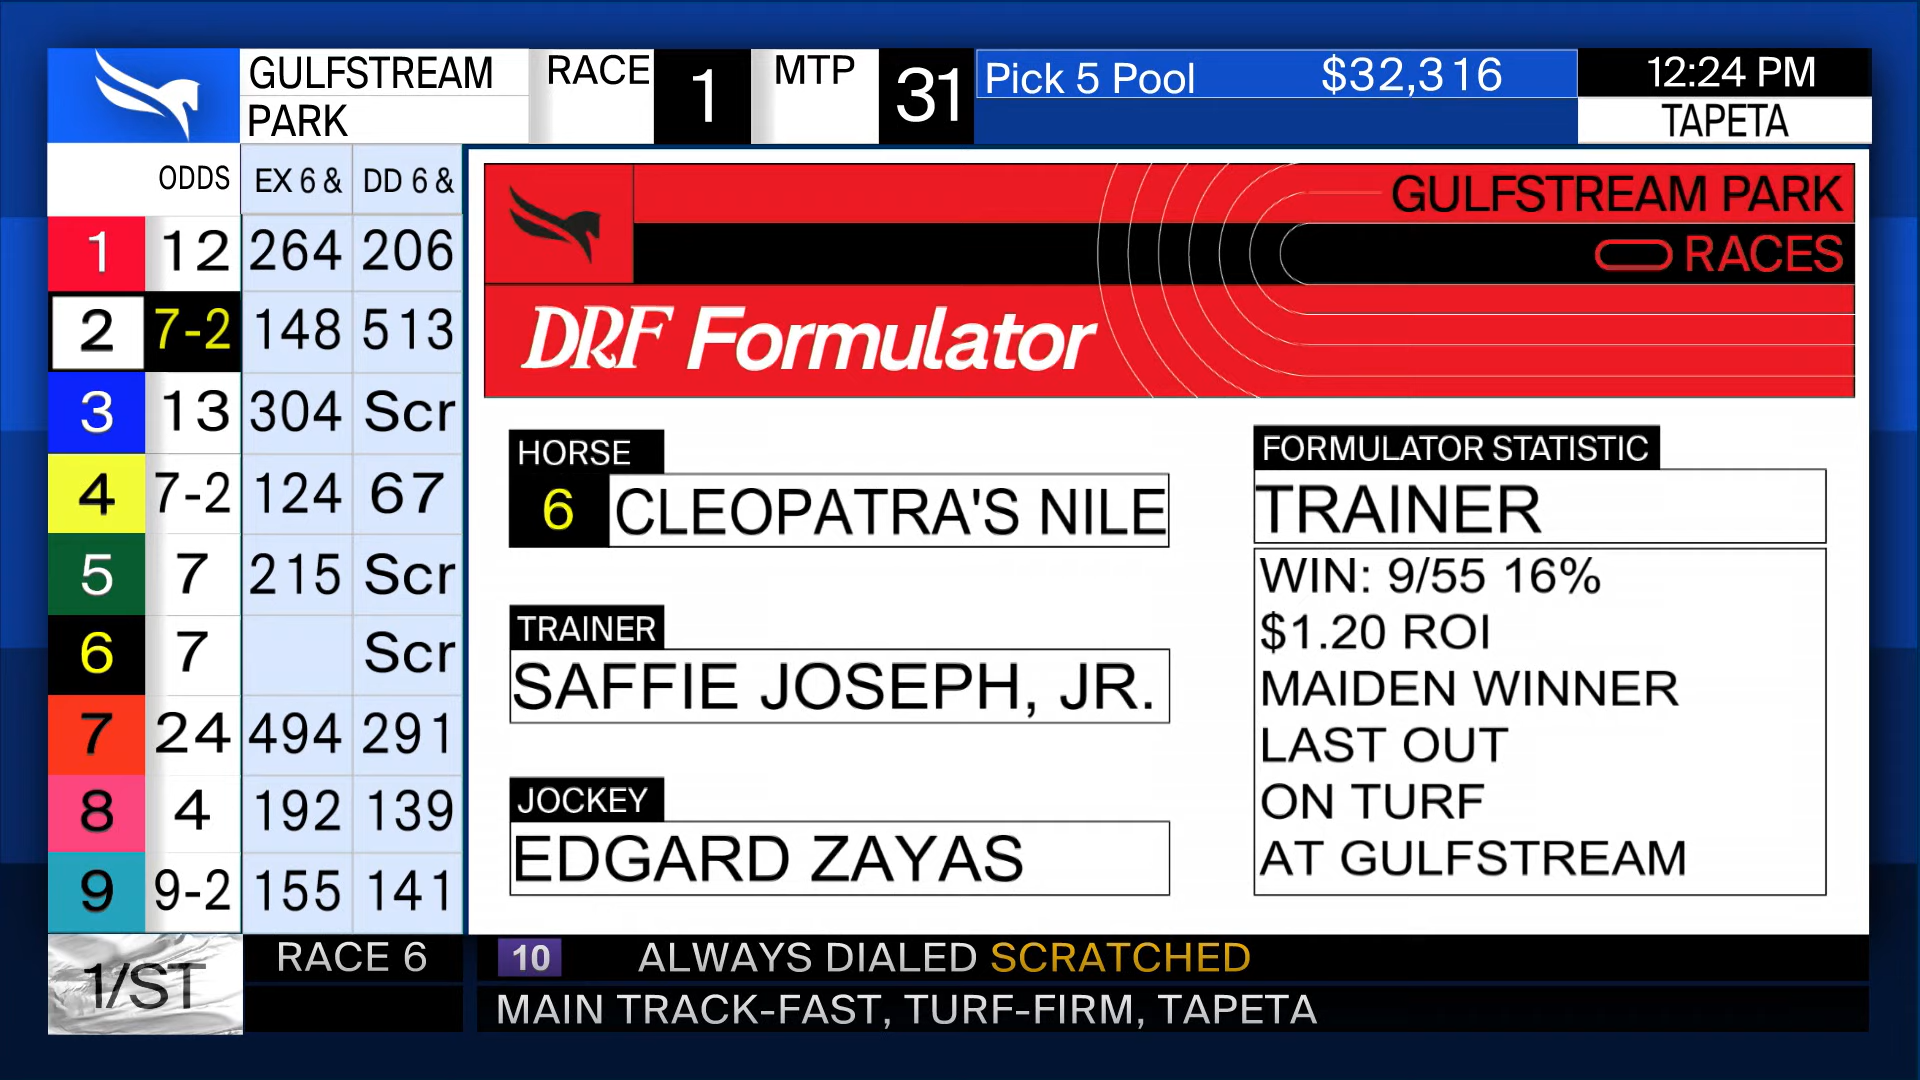 GULFSTREAM PARK RACE 1 MTP 31 Pick 5 Pool $32,316 12:24 PM
TAPETA
ODDS EX 6 & DD 6 &
1 12 264 206
2 7-2 148 513
3 13 304 Scr
4 7-2 124 67
5 7 215 Scr
6 7 Scr
7 24 494 291
8 4 192 139
9 9-2 155 141
GULFSTREAM PARK
RACES
DRF Formulator
HORSE
6 CLEOPATRA'S NILE
TRAINER
SAFFIE JOSEPH, JR.
JOCKEY
EDGARD ZAYAS
FORMULATOR STATISTIC
TRAINER
WIN: 9/55 16%
$1.20 ROI
MAIDEN WINNER
LAST OUT
ON TURF
AT GULFSTREAM
1/ST
RACE 6 10 ALWAYS DIALED SCRATCHED
MAIN TRACK-FAST, TURF-FIRM, TAPETA